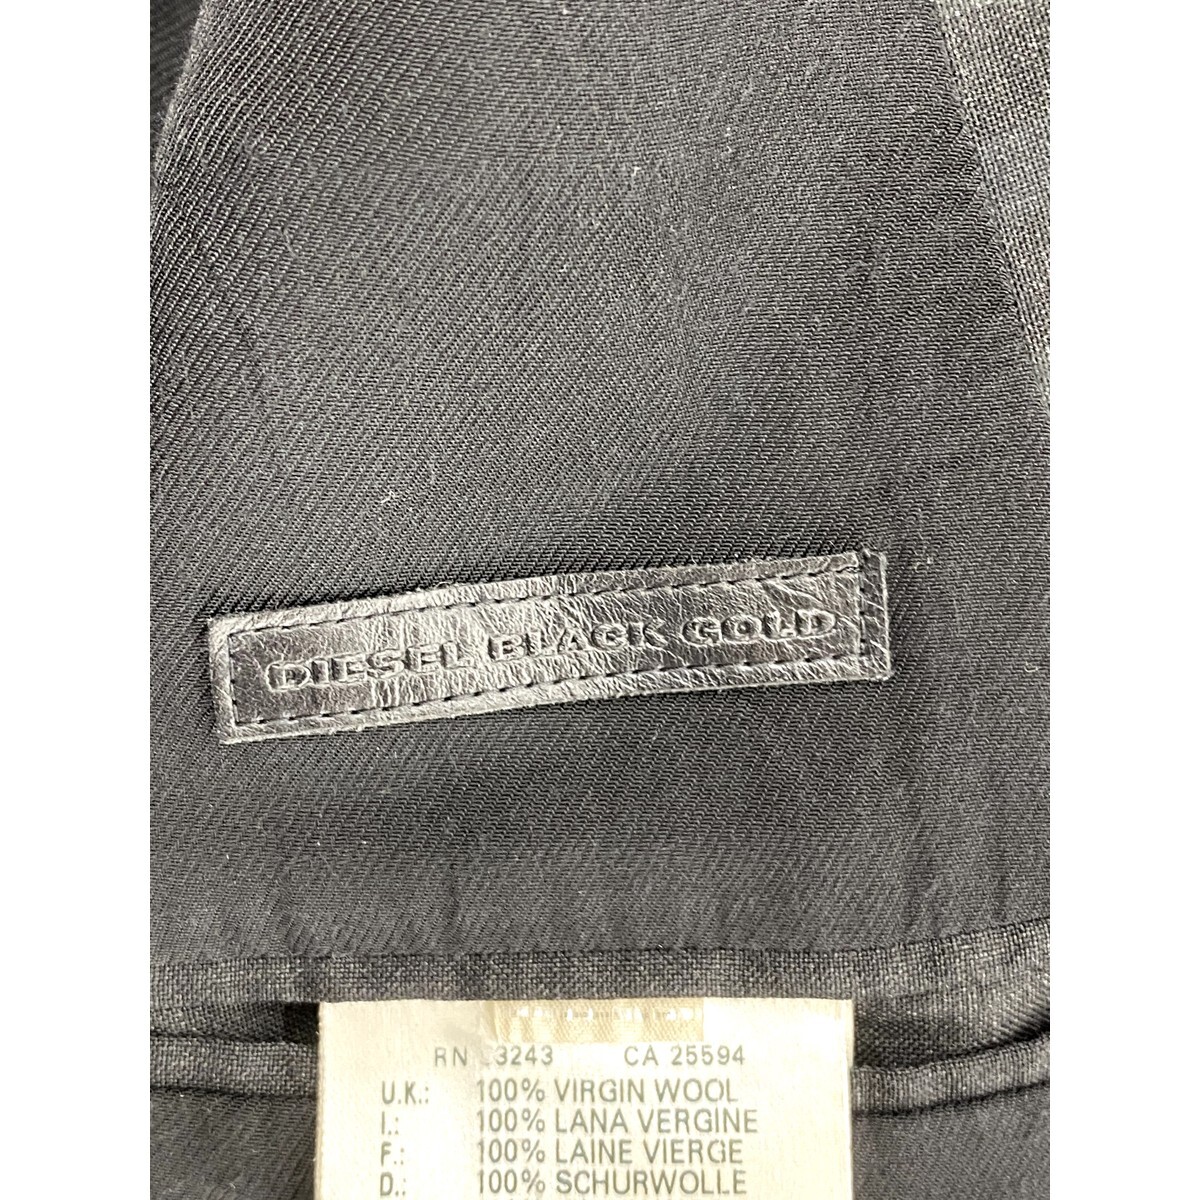 DIESEL BLACK GOLD
RN 3243 CA 25594
U.K.: 100% VIRGIN WOOL
I.: 100% LANA VERGINE
F.: 100% LAINE VIERGE
D.: 100% SCHURWOLLE